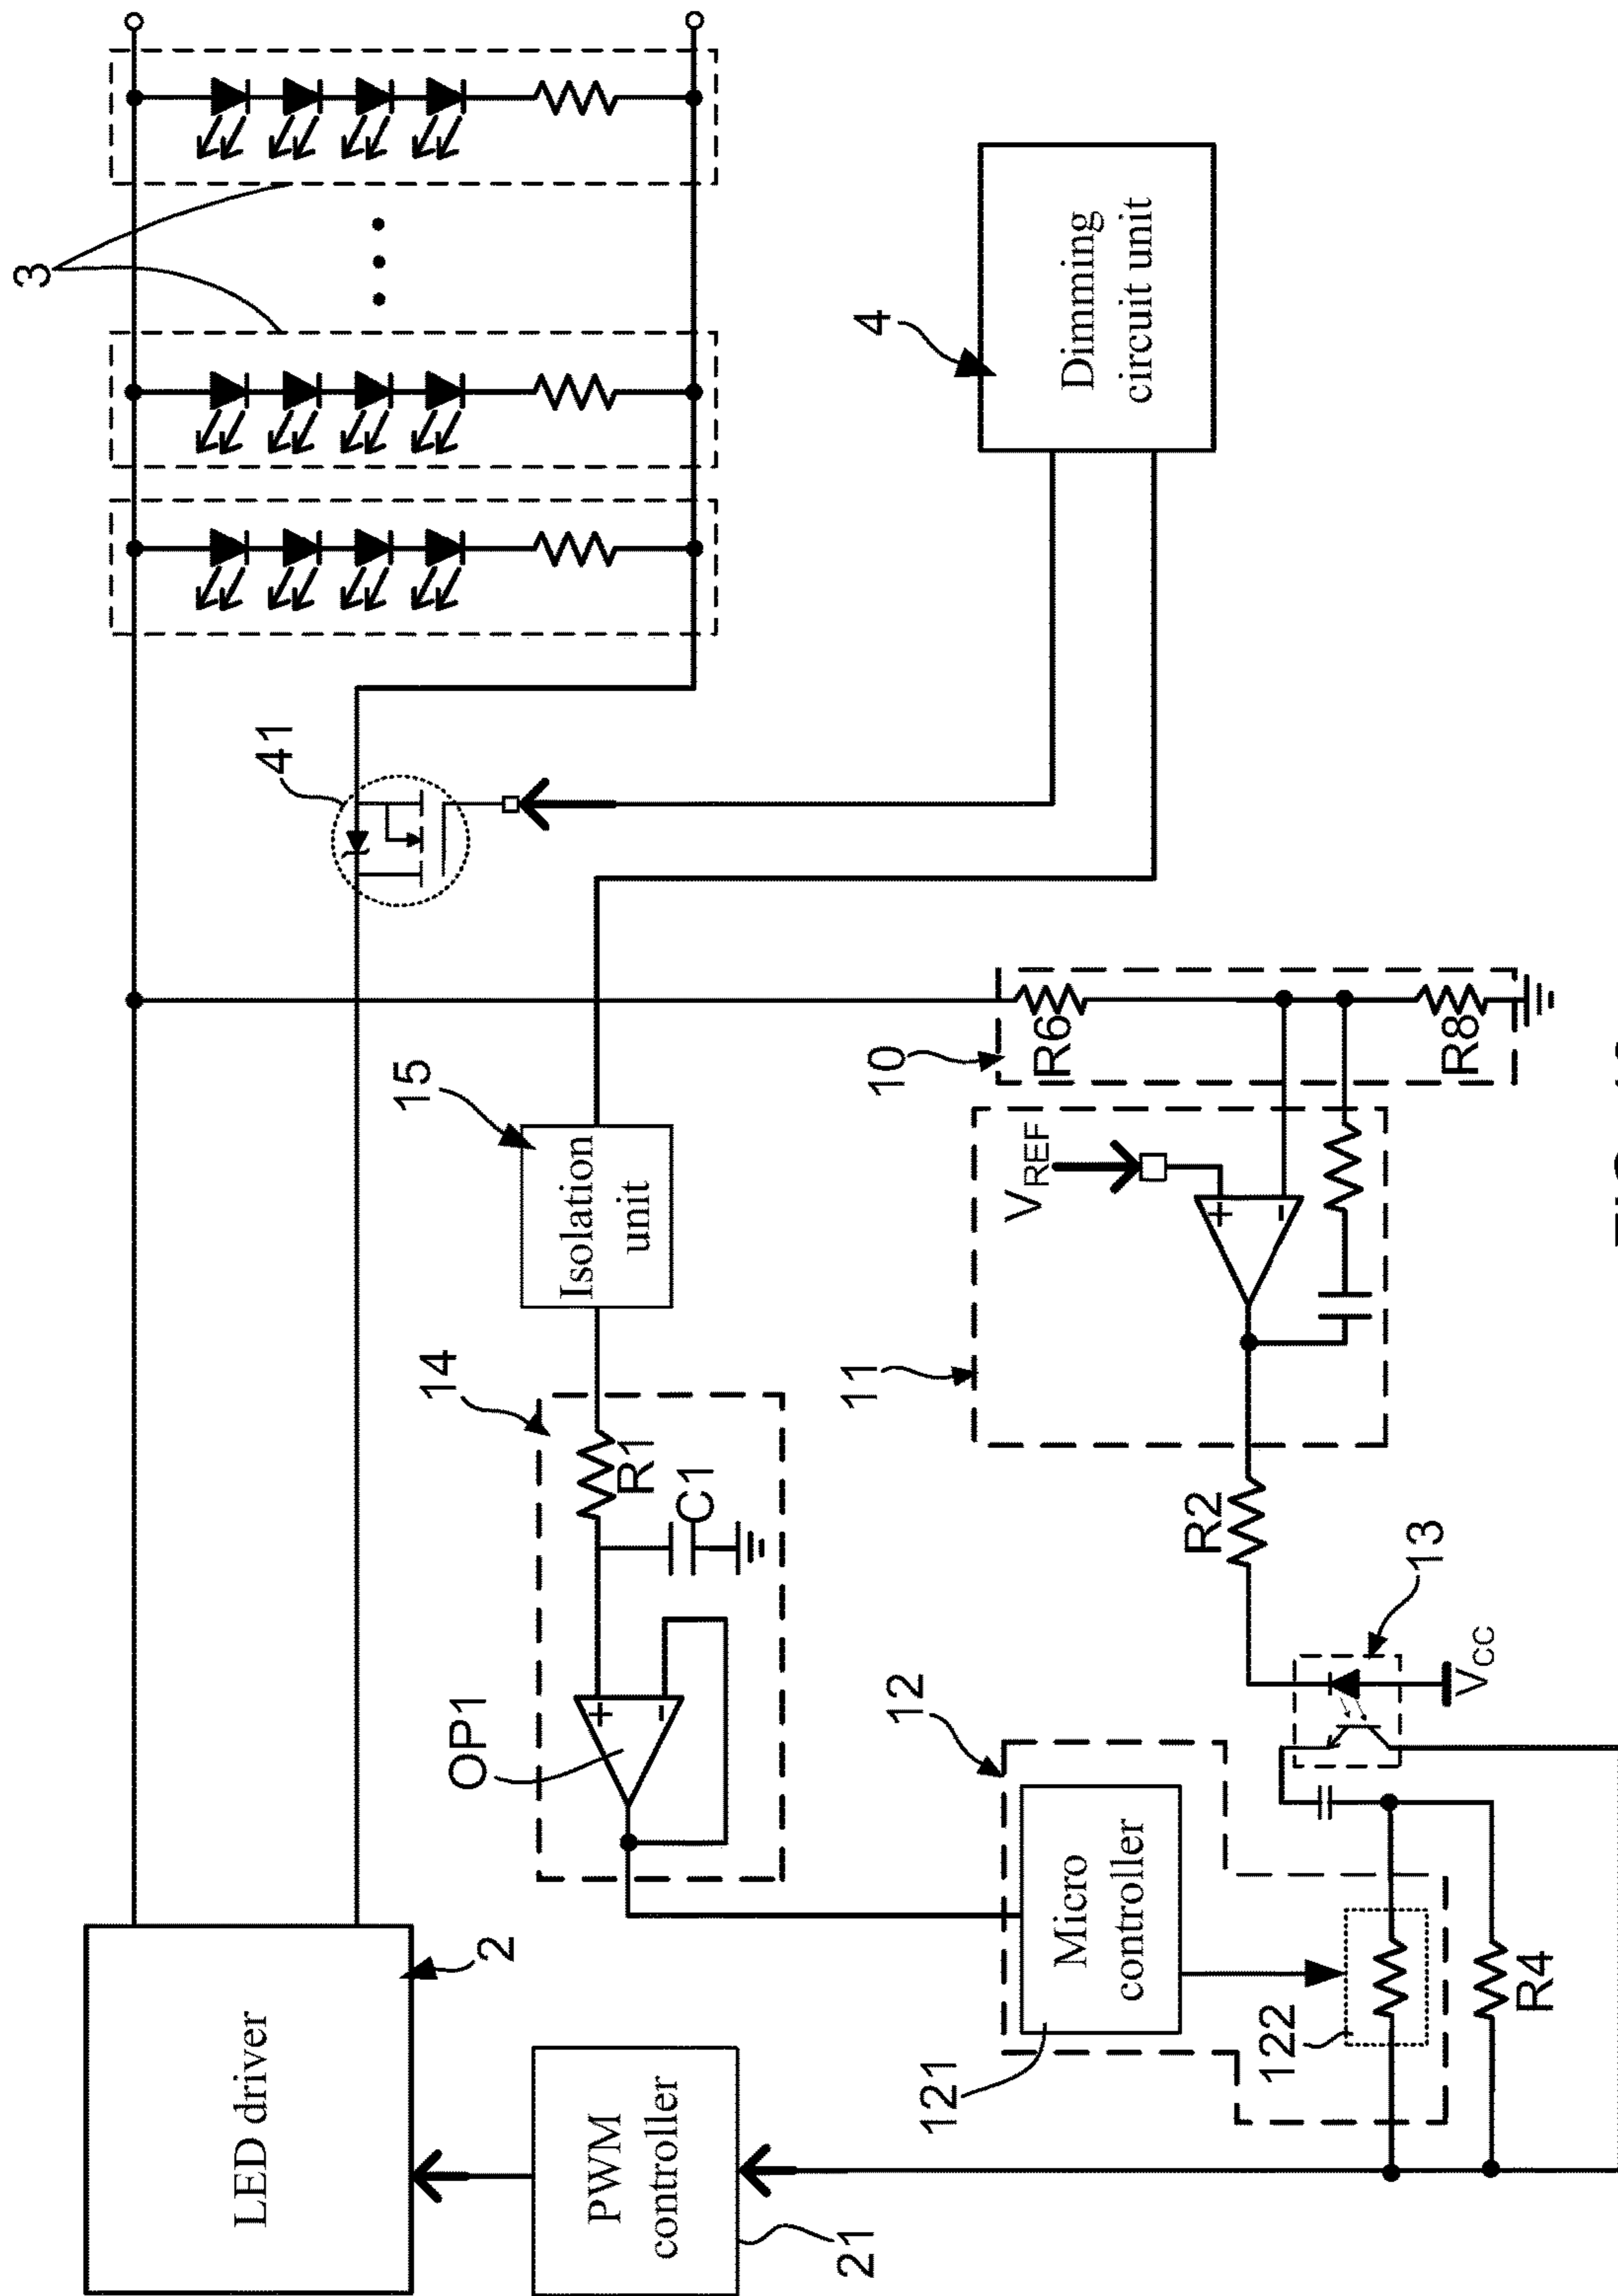 3
41
4
Dimming
circuit unit
15
Isolation
unit
14
R1
C1
OP1
10
R6
R8
11
VREF
+
-
R2
13
VCC
12
Micro
controller
121
122
R4
LED driver
2
PWM
controller
21
+
-